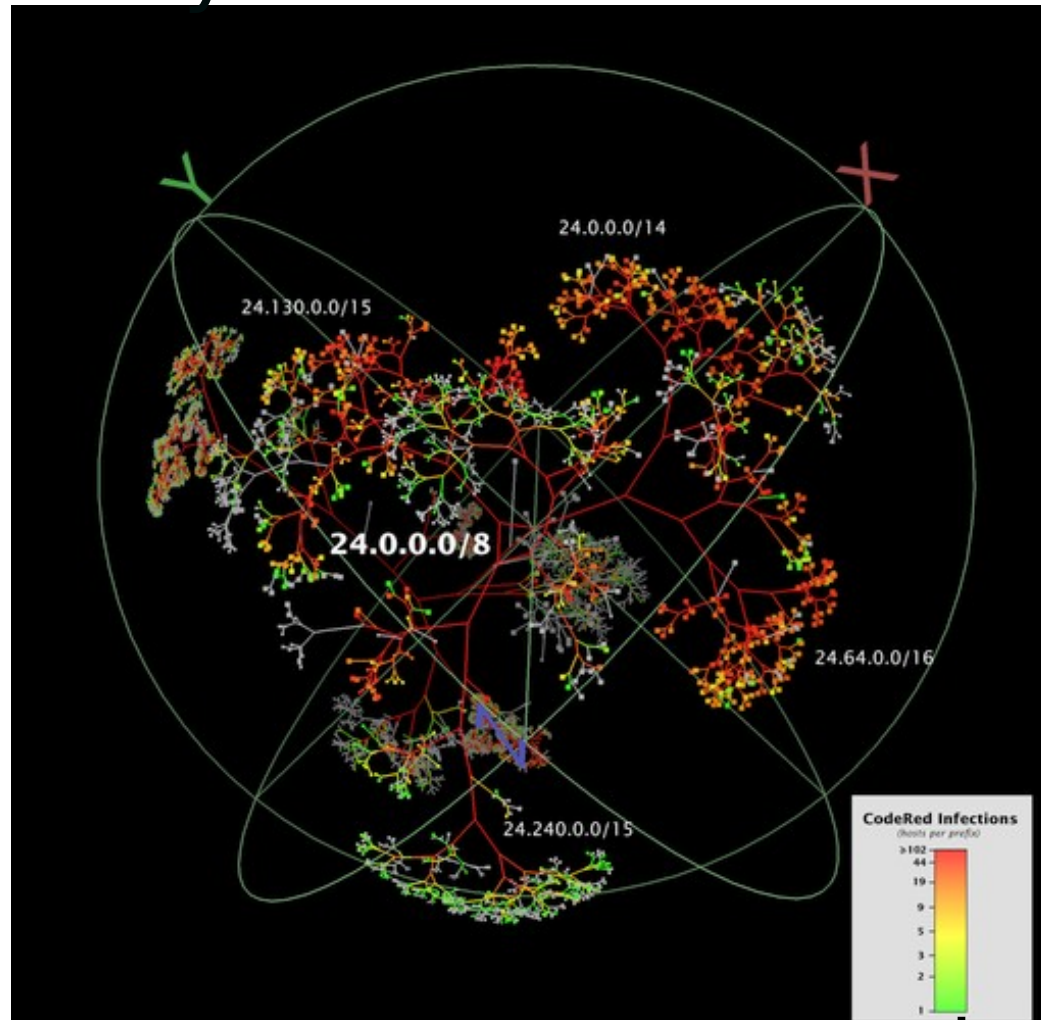 Y
X
24.0.0.0/14
24.130.0.0/15
24.0.0.0/8
24.64.0.0/16
Z
24.240.0.0/15
CodeRed Infections
(hosts per prefix)
≥102
44
19
9
5
3
2
1